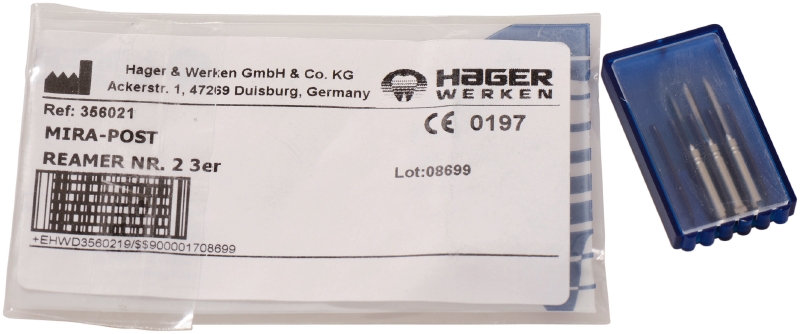 Hager & Werken GmbH & Co. KG
Ackerstr. 1, 47269 Duisburg, Germany
HAGER
WERKEN
Ref: 356021
CE 0197
MIRA-POST
REAMER NR. 2 3er
Lot:08699
+EHWD3560219/$$900001708699